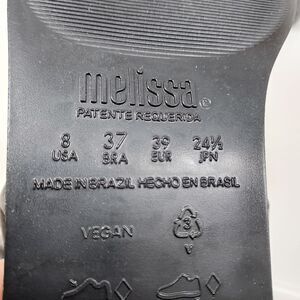 melissa®
PATENTE REQUERIDA
8 37 39 24½
USA BRA EUR JPN
MADE IN BRAZIL HECHO EN BRASIL
VEGAN 3
V